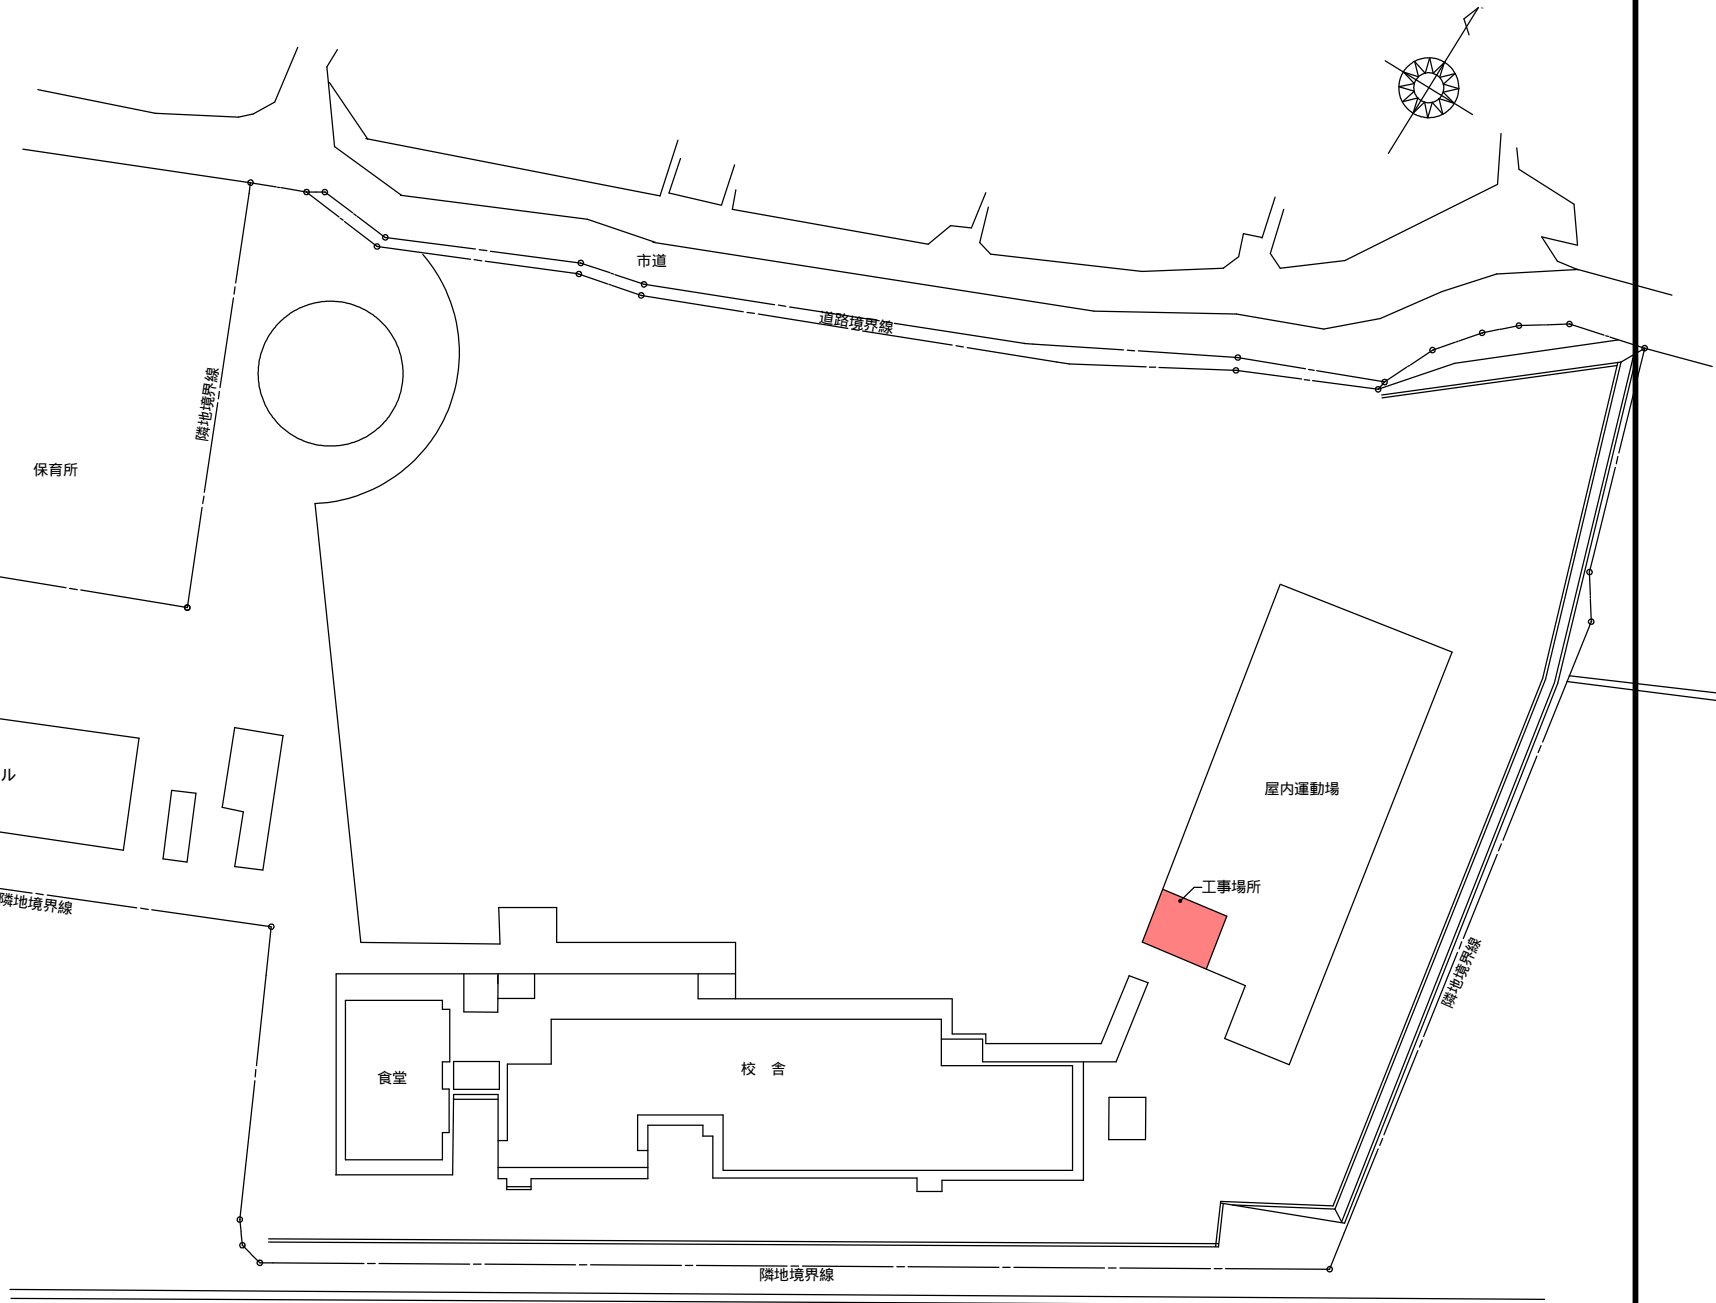 市道
道路境界線
隣地境界線
保育所
ル
屋内運動場
工事場所
隣地境界線
隣地境界線
校　舎
食堂
隣地境界線